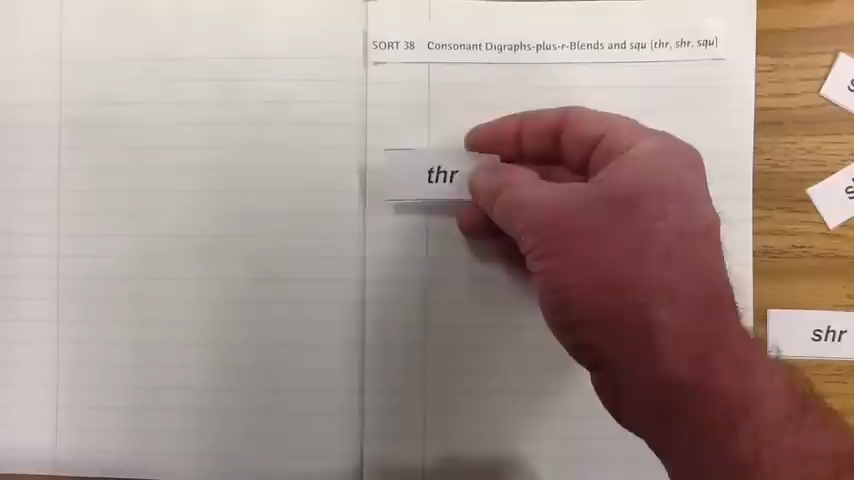 SORT 38 Consonant Digraphs-plus-r-Blends and squ (thr, shr, squ)
thr
shr